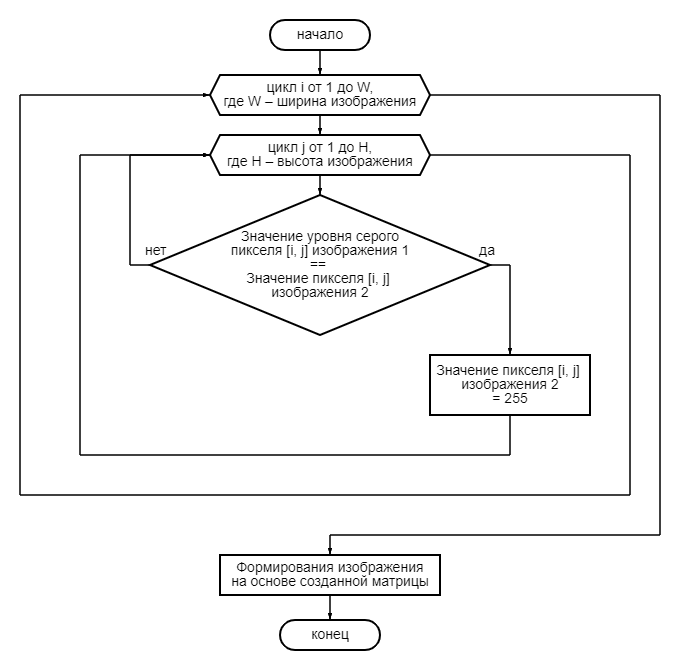 начало
цикл i от 1 до W,
где W – ширина изображения
цикл j от 1 до H,
где H – высота изображения
нет
да
Значение уровня серого
пикселя [i, j] изображения 1
==
Значение пикселя [i, j]
изображения 2
Значение пикселя [i, j]
изображения 2
= 255
Формирования изображения
на основе созданной матрицы
конец